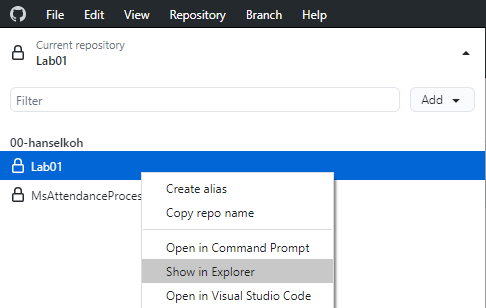 File Edit View Repository Branch Help
Current repository
Lab01
Filter
Add
00-hanselkoh
Lab01
MsAttendanceProces
Create alias
Copy repo name
Open in Command Prompt
Show in Explorer
Open in Visual Studio Code